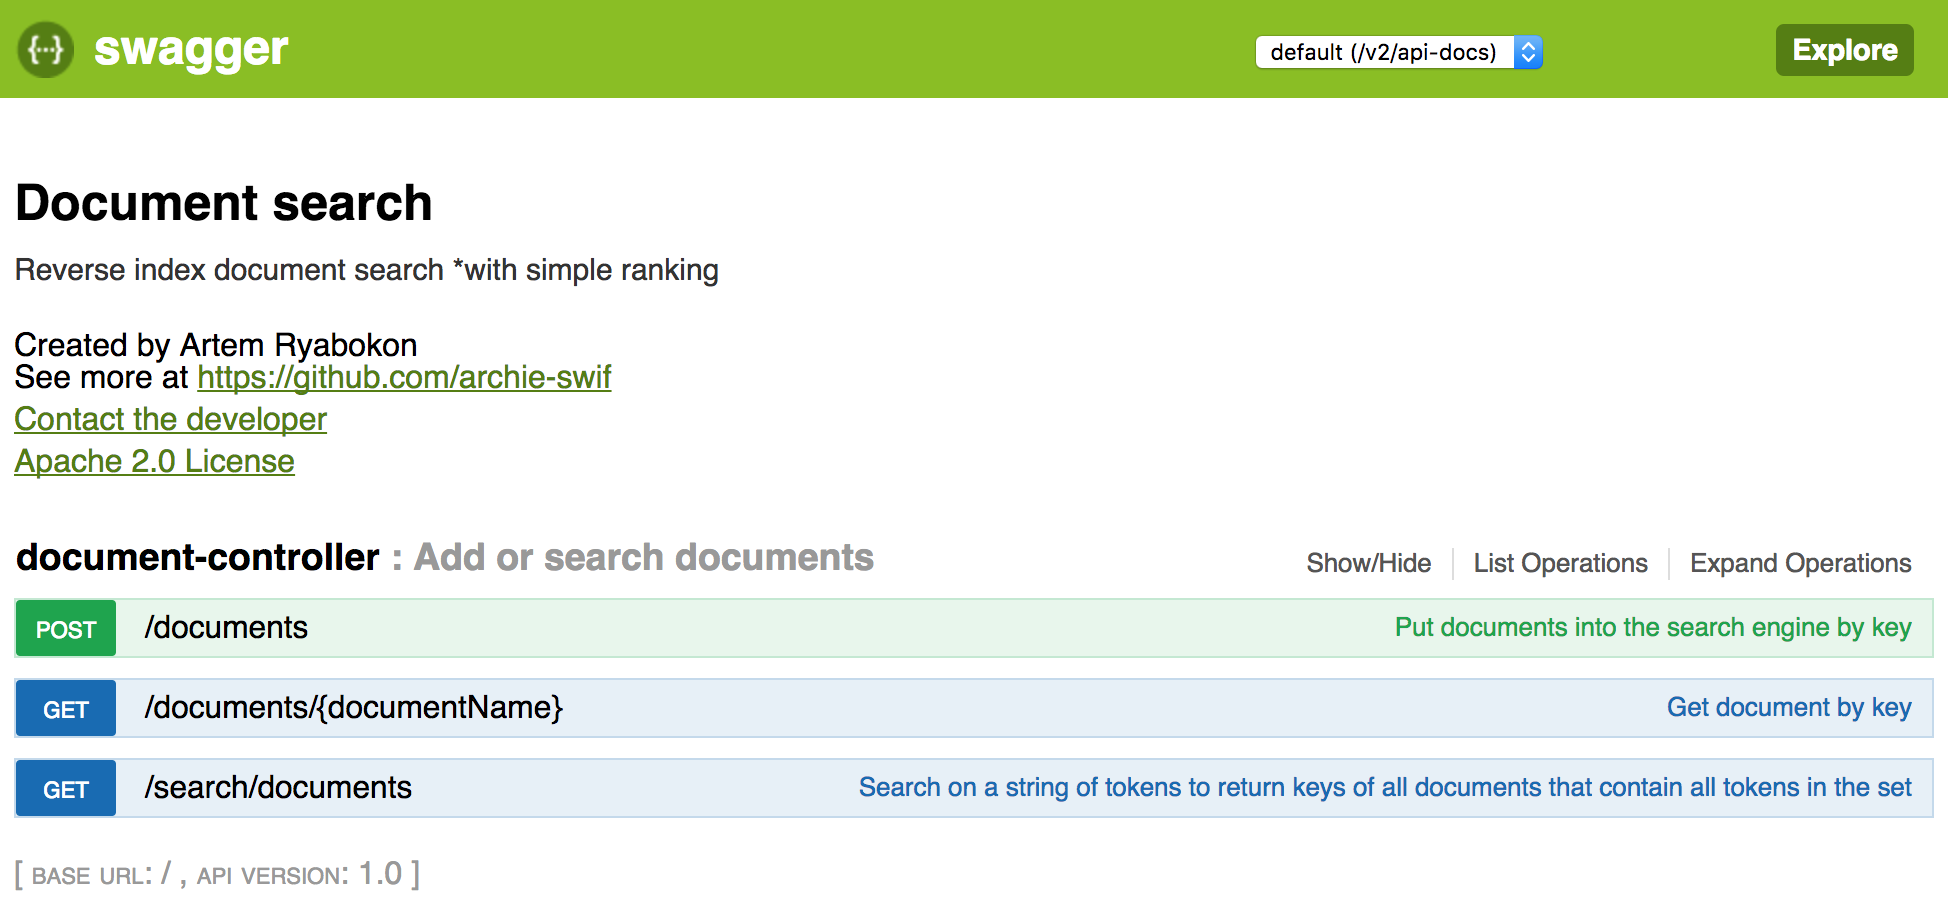 {···} swagger default (/v2/api-docs) Explore
Document search
Reverse index document search *with simple ranking
Created by Artem Ryabokon
See more at https://github.com/archie-swif
Contact the developer
Apache 2.0 License
document-controller : Add or search documents Show/Hide List Operations Expand Operations
POST /documents Put documents into the search engine by key
GET /documents/{documentName} Get document by key
GET /search/documents Search on a string of tokens to return keys of all documents that contain all tokens in the set
[ BASE URL: / , API VERSION: 1.0 ]